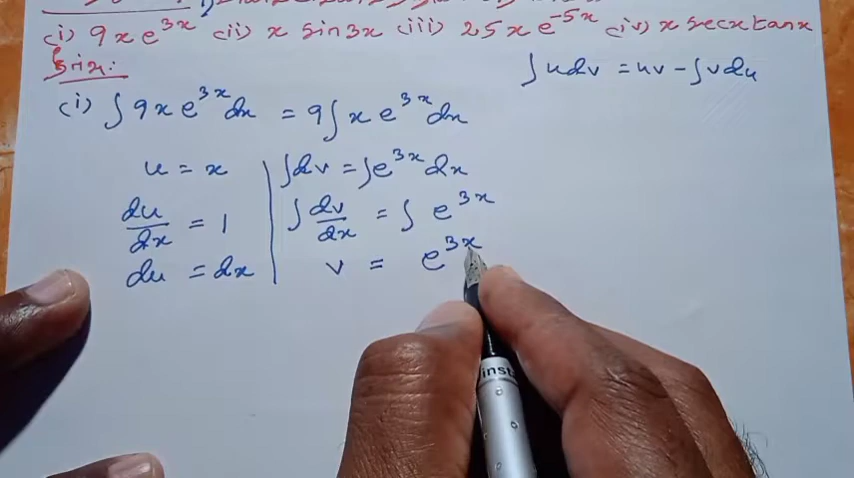 (i) 9xe^3x (ii) x sin3x (iii) 25xe^-5x (iv) x secx tanx
∫udv = uv - ∫vdu
(i) ∫9xe^3x dx = 9∫xe^3x dx
u = x ∫dv = ∫e^3x dx
du/dx = 1 ∫dv/dx = ∫e^3x
du = dx v = e^3x
inst